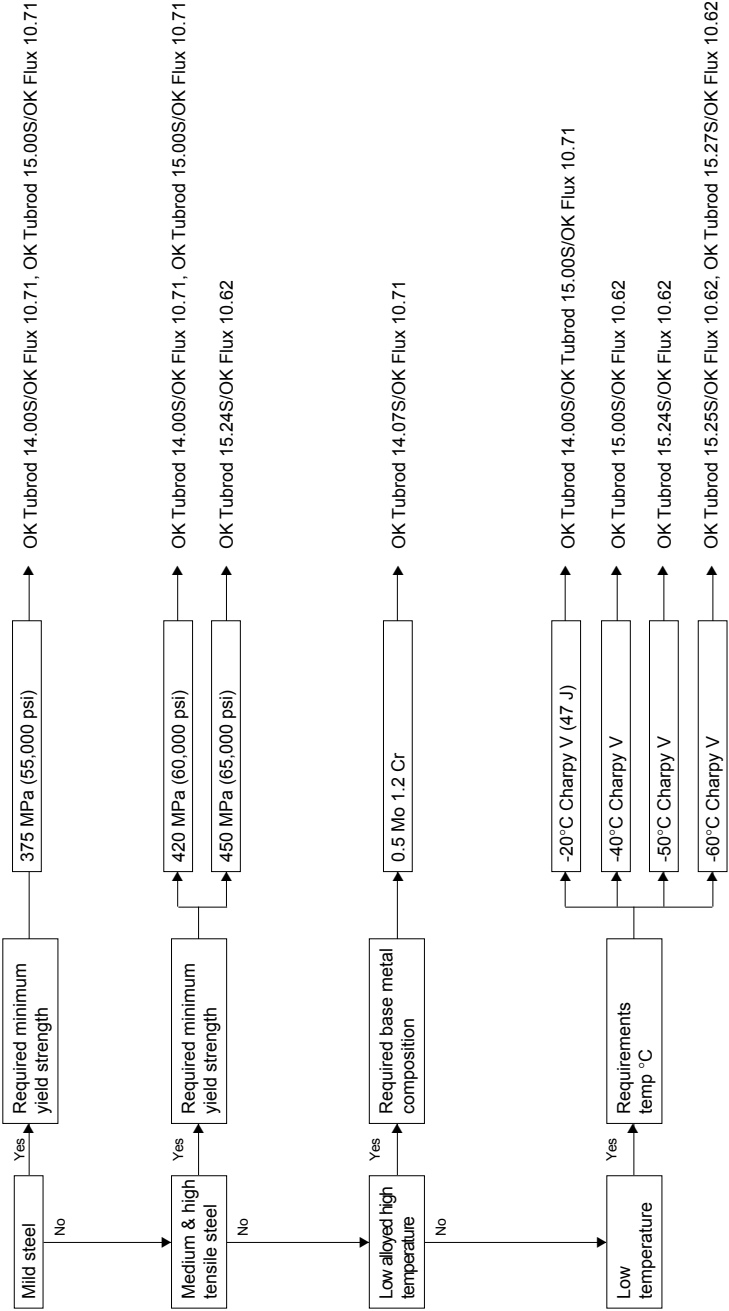 Mild steel
Yes
No
Required minimum
yield strength
375 MPa (55,000 psi)
OK Tubrod 14.00S/OK Flux 10.71, OK Tubrod 15.00S/OK Flux 10.71
Medium & high
tensile steel
Yes
No
Required minimum
yield strength
420 MPa (60,000 psi)
OK Tubrod 14.00S/OK Flux 10.71, OK Tubrod 15.00S/OK Flux 10.71
450 MPa (65,000 psi)
OK Tubrod 15.24S/OK Flux 10.62
Low alloyed high
temperature
Yes
No
Required base metal
composition
0.5 Mo 1.2 Cr
OK Tubrod 14.07S/OK Flux 10.71
Low
temperature
Yes
Requirements
temp °C
-20°C Charpy V (47 J)
OK Tubrod 14.00S/OK Tubrod 15.00S/OK Flux 10.71
-40°C Charpy V
OK Tubrod 15.00S/OK Flux 10.62
-50°C Charpy V
OK Tubrod 15.24S/OK Flux 10.62
-60°C Charpy V
OK Tubrod 15.25S/OK Flux 10.62, OK Tubrod 15.27S/OK Flux 10.62